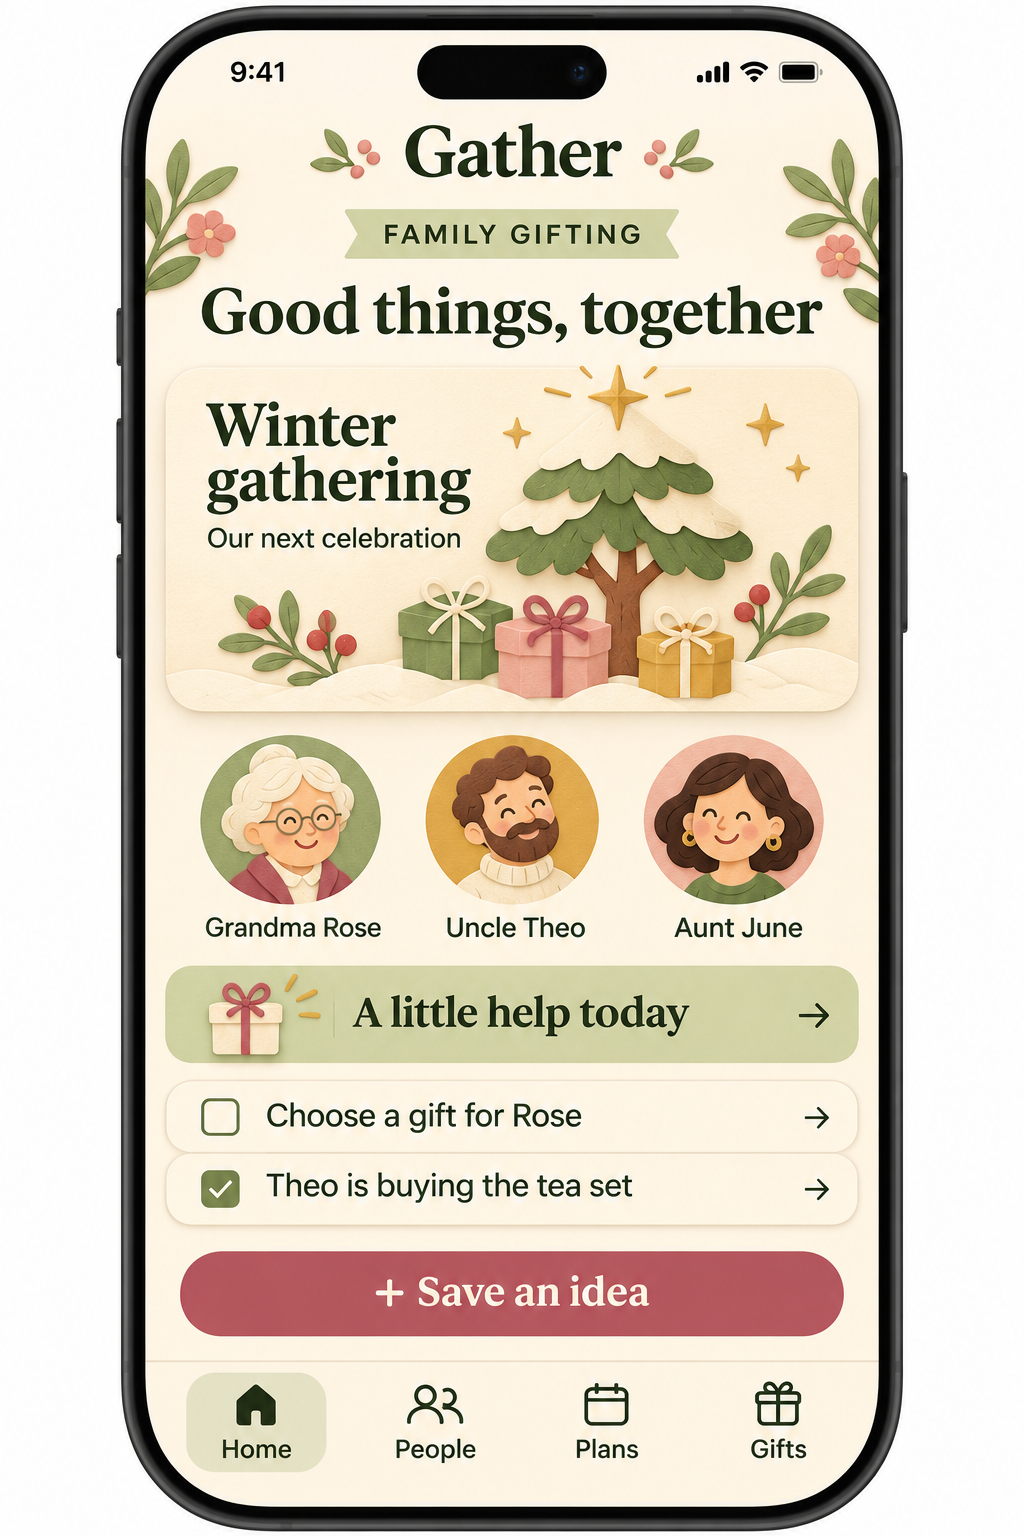 9:41
Gather
FAMILY GIFTING
Good things, together
Winter
gathering
Our next celebration
Grandma Rose
Uncle Theo
Aunt June
A little help today
Choose a gift for Rose
Theo is buying the tea set
+ Save an idea
Home
People
Plans
Gifts